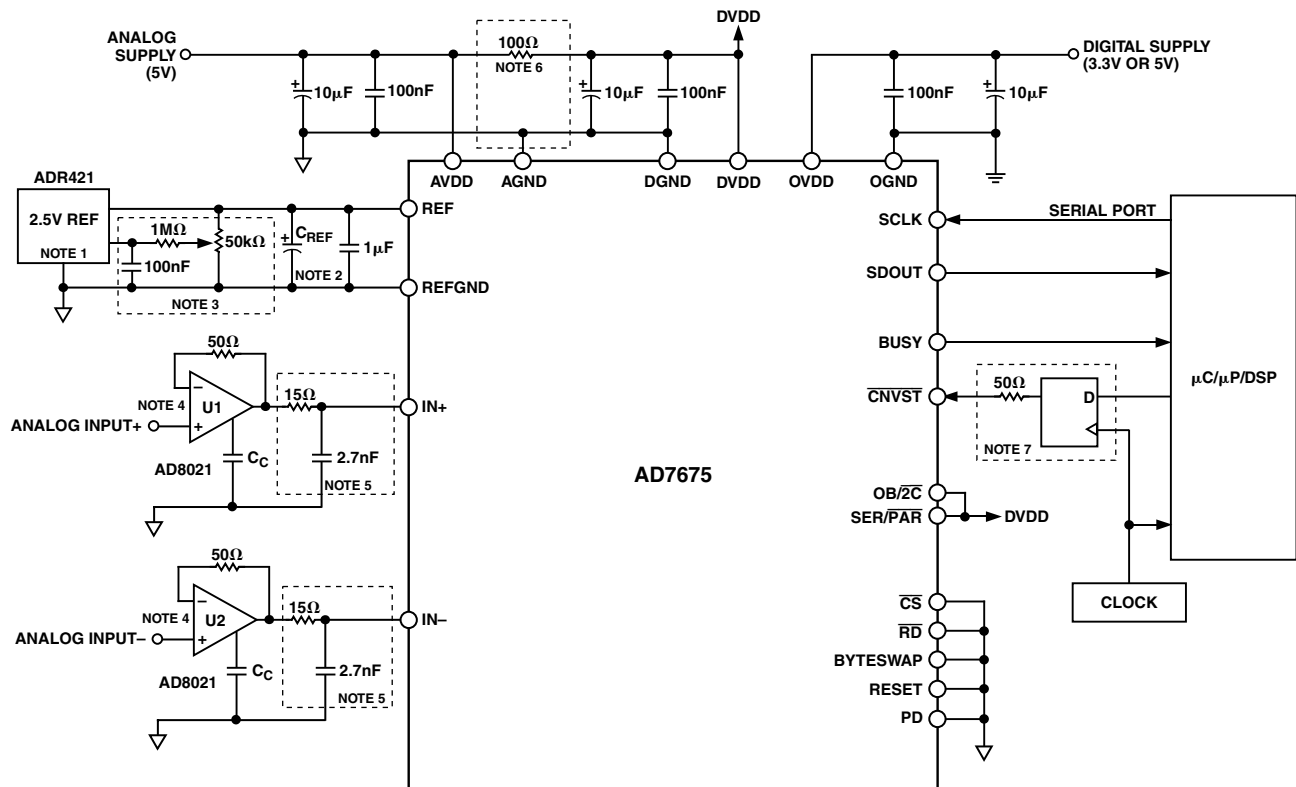 DVDD
ANALOG
SUPPLY
(5V)
100Ω
NOTE 6
DIGITAL SUPPLY
(3.3V OR 5V)
+
10μF
100nF
+
10μF
100nF
100nF
+
10μF
AVDD
AGND
DGND
DVDD
OVDD
OGND
ADR421
2.5V REF
NOTE 1
1MΩ
50kΩ
100nF
NOTE 3
+
CREF
NOTE 2
1μF
REF
REFGND
SCLK
SERIAL PORT
SDOUT
BUSY
CNVST
50Ω
D
NOTE 7
μC/μP/DSP
50Ω
–
NOTE 4
U1
+
ANALOG INPUT+
AD8021
CC
15Ω
2.7nF
NOTE 5
IN+
AD7675
OB/2C
SER/PAR
DVDD
CLOCK
50Ω
–
NOTE 4
U2
+
ANALOG INPUT–
AD8021
CC
15Ω
2.7nF
NOTE 5
IN–
CS
RD
BYTESWAP
RESET
PD